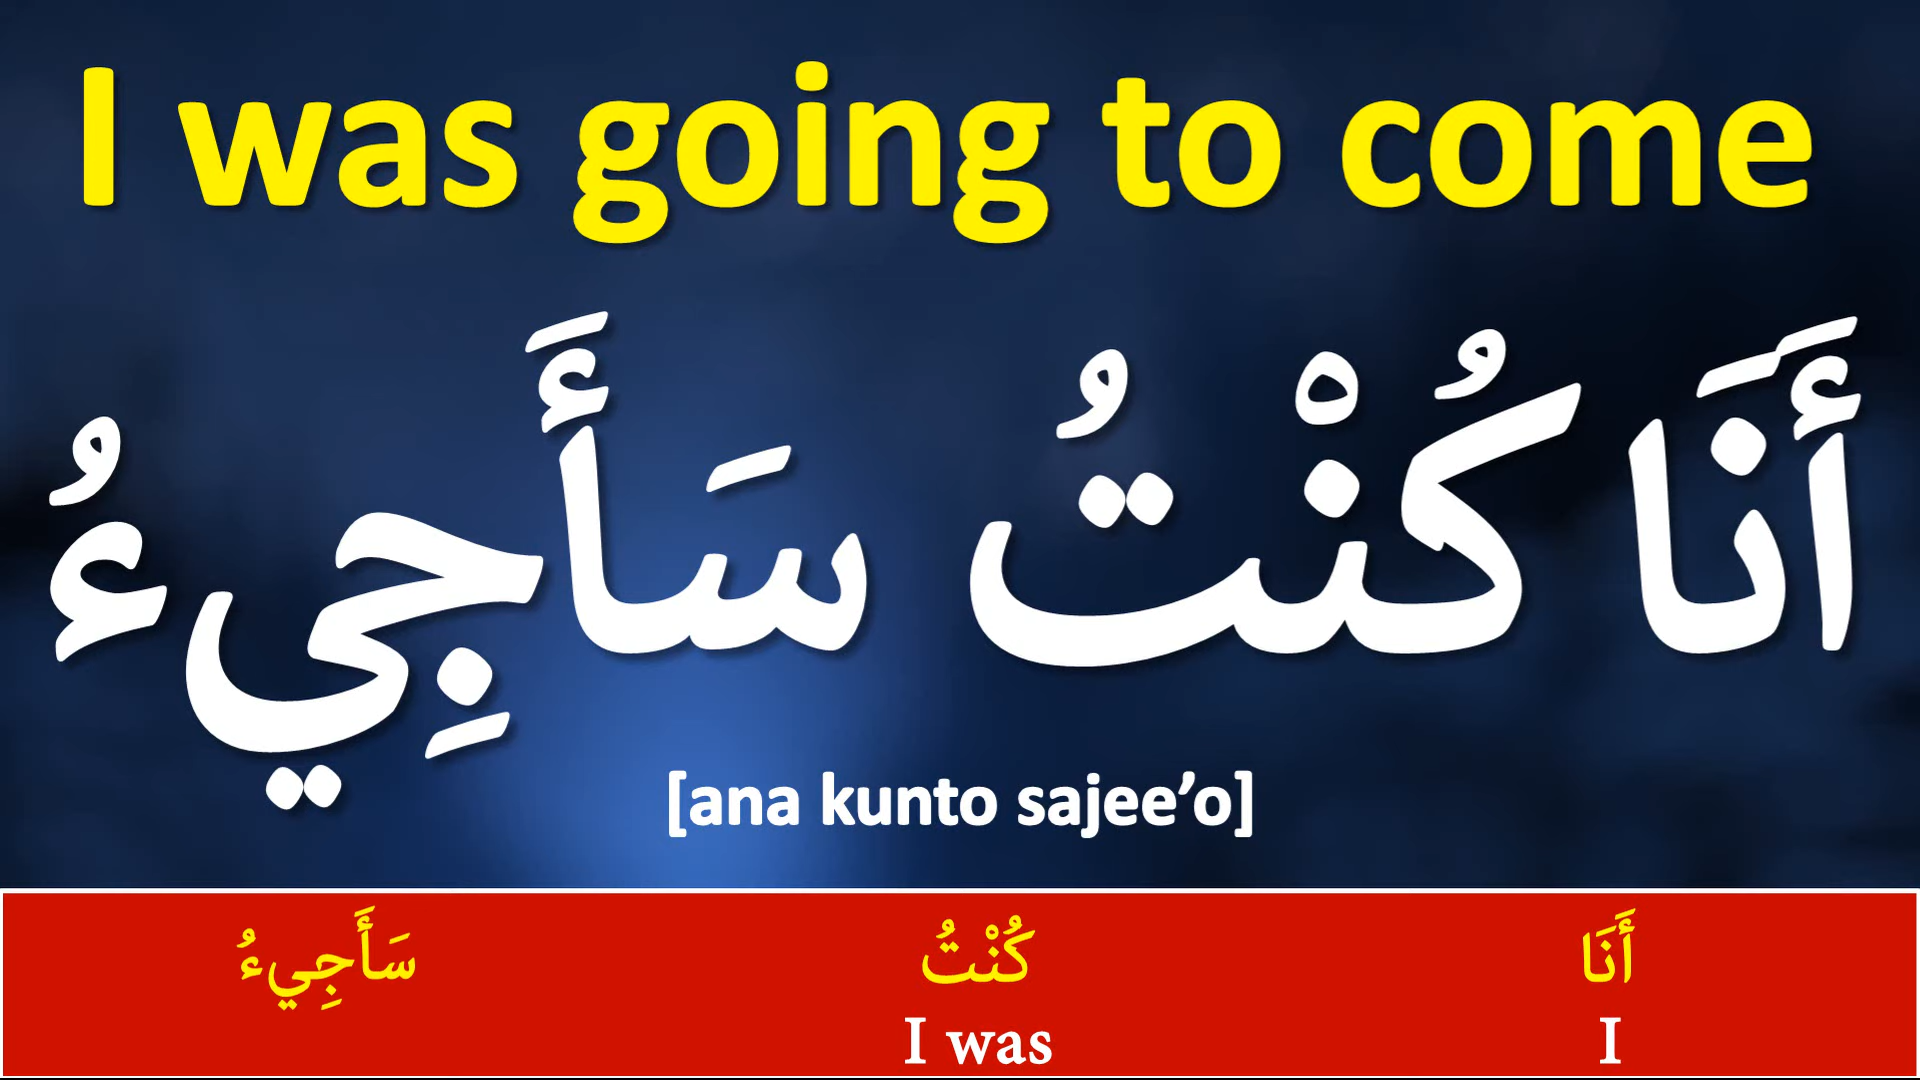 I was going to come
أَنَا كُنْتُ سَأَجِيءُ
[ana kunto sajee’o]
أَنَا كُنْتُ سَأَجِيءُ
I was I